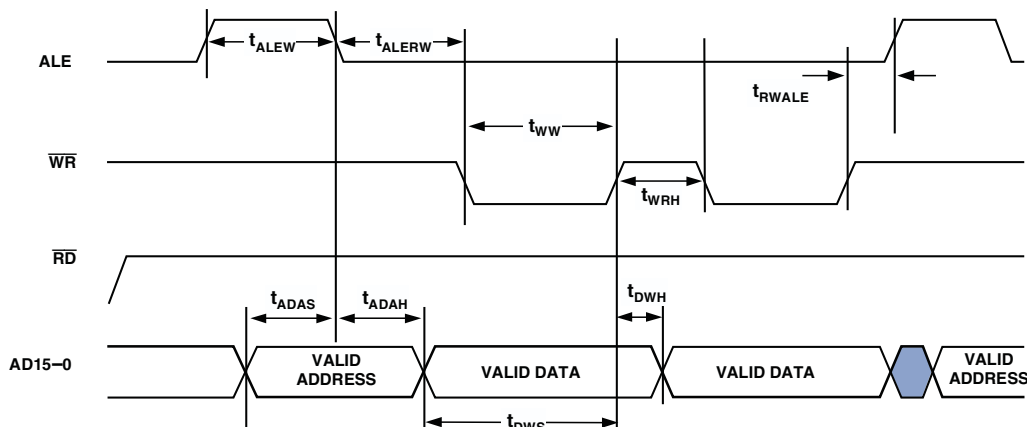 ALE
tALEW
tALERW
tRWALE
tWW
WR
tWRH
RD
tADAS
tADAH
tDWH
AD15–0
VALID
ADDRESS
VALID DATA
VALID DATA
VALID
ADDRESS
tDWS